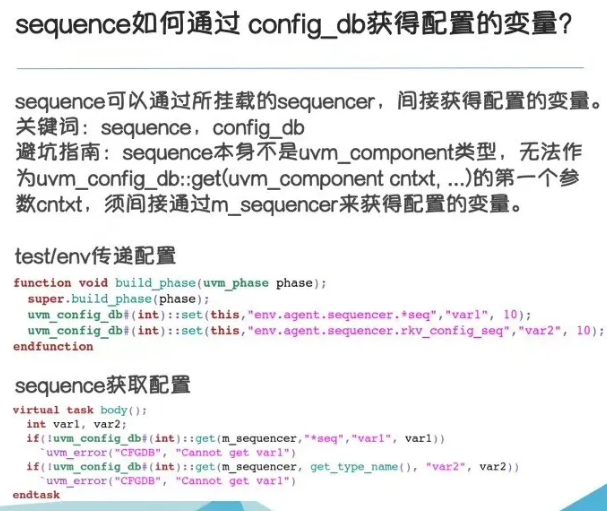 sequence如何通过 config_db获得配置的变量？
sequence可以通过所挂载的sequencer，间接获得配置的变量。
关键词：sequence，config_db
避坑指南：sequence本身不是uvm_component类型，无法作
为uvm_config_db::get(uvm_component cntxt, ...)的第一个参
数cntxt，须间接通过m_sequencer来获得配置的变量。
test/env传递配置
function void build_phase(uvm_phase phase);
  super.build_phase(phase);
  uvm_config_db#(int)::set(this,"env.agent.sequencer.*seq","var1", 10);
  uvm_config_db#(int)::set(this,"env.agent.sequencer.rkv_config_seq","var2", 10);
endfunction
sequence获取配置
virtual task body();
  int var1, var2;
  if(!uvm_config_db#(int)::get(m_sequencer,"*seq","var1", var1))
    `uvm_error("CFGDB", "Cannot get var1")
  if(!uvm_config_db#(int)::get(m_sequencer, get_type_name(), "var2", var2))
    `uvm_error("CFGDB", "Cannot get var1")
endtask